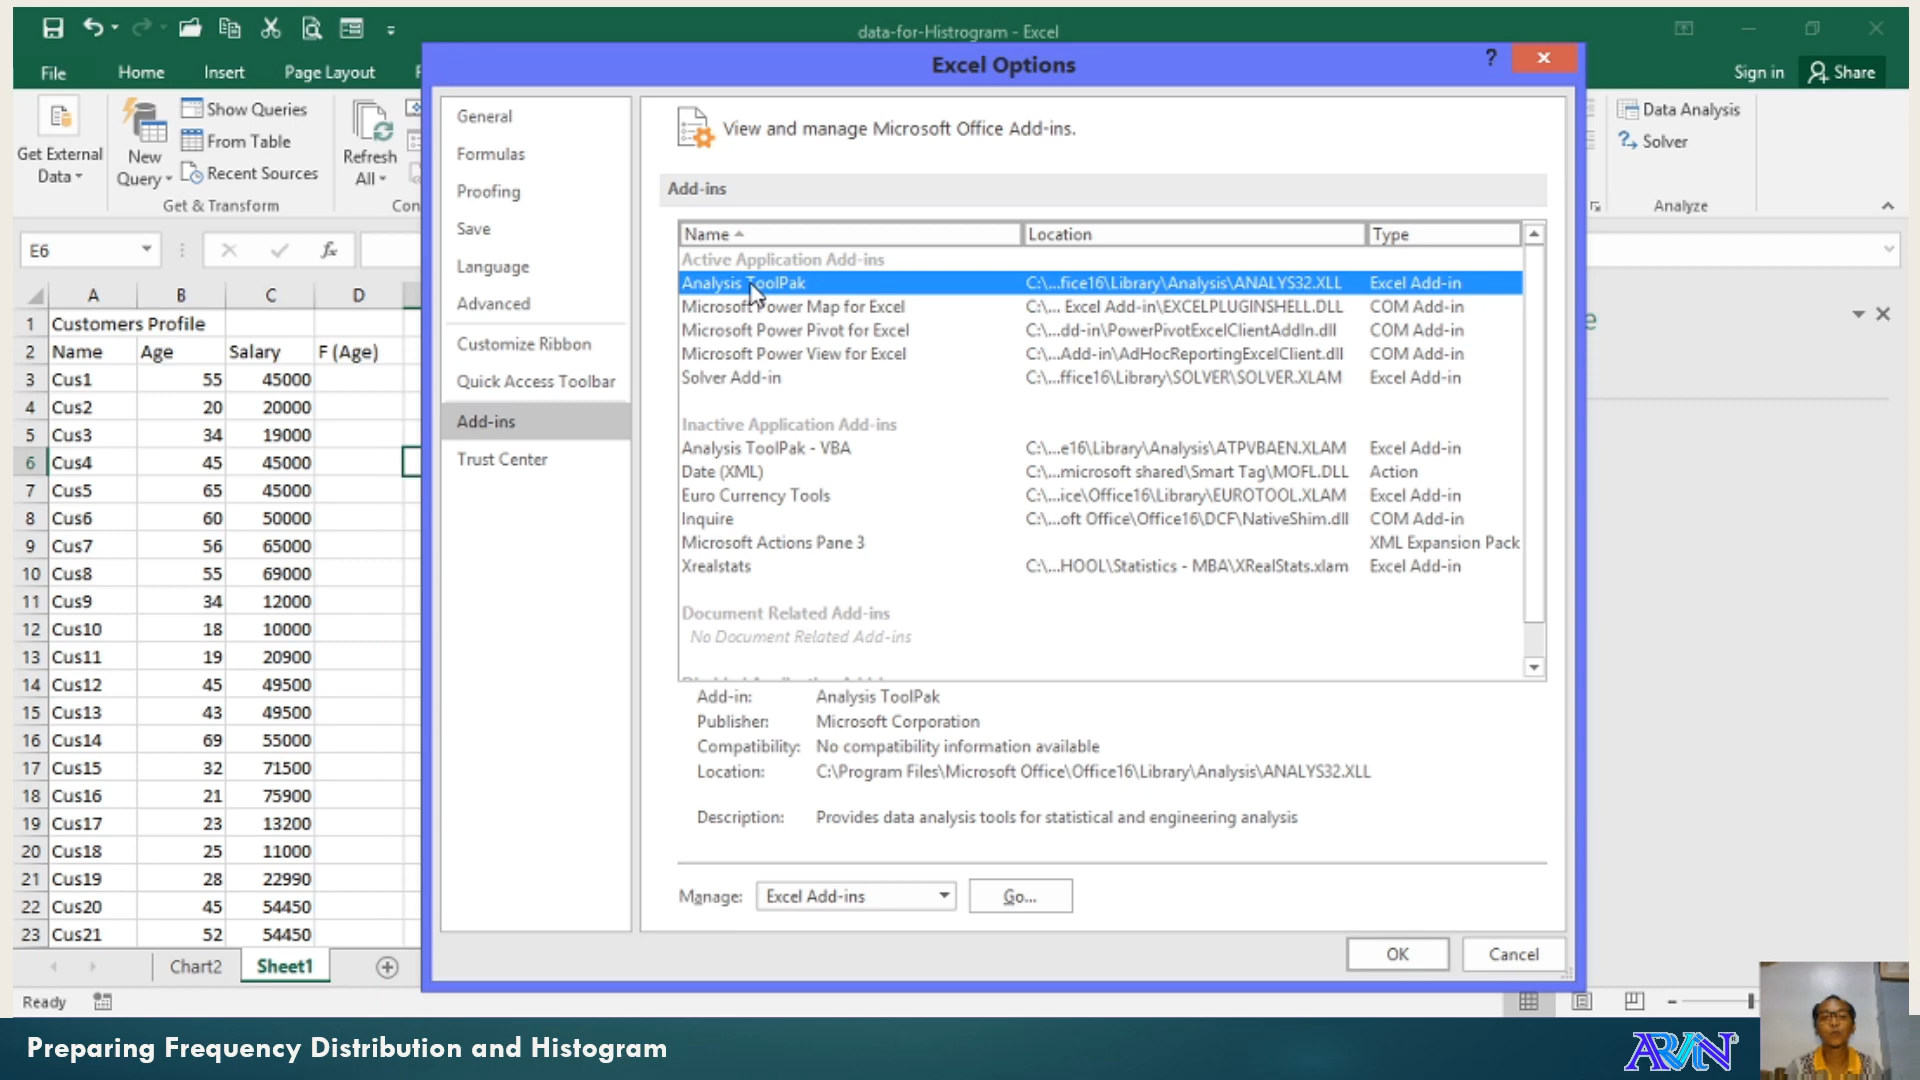 data-for-Histrogram - Excel
File
Home
Insert
Page Layout
Sign in
Share
Get External Data
New Query
Show Queries
From Table
Recent Sources
Get & Transform
Refresh All
Con
Data Analysis
Solver
Analyze
E6
fx
A B C D
1 Customers Profile
2 Name Age Salary F (Age)
3 Cus1 55 45000
4 Cus2 20 20000
5 Cus3 34 19000
6 Cus4 45 45000
7 Cus5 65 45000
8 Cus6 60 50000
9 Cus7 56 65000
10 Cus8 55 69000
11 Cus9 34 12000
12 Cus10 18 10000
13 Cus11 19 20900
14 Cus12 45 49500
15 Cus13 43 49500
16 Cus14 69 55000
17 Cus15 32 71500
18 Cus16 21 75900
19 Cus17 23 13200
20 Cus18 25 11000
21 Cus19 28 22990
22 Cus20 45 54450
23 Cus21 52 54450
Chart2
Sheet1
Ready
Excel Options
?
General
Formulas
Proofing
Save
Language
Advanced
Customize Ribbon
Quick Access Toolbar
Add-ins
Trust Center
View and manage Microsoft Office Add-ins.
Add-ins
Name Location Type
Active Application Add-ins
Analysis ToolPak C:\...fice16\Library\Analysis\ANALYS32.XLL Excel Add-in
Microsoft Power Map for Excel C:\... Excel Add-in\EXCELPLUGINSHELL.DLL COM Add-in
Microsoft Power Pivot for Excel C:\...dd-in\PowerPivotExcelClientAddIn.dll COM Add-in
Microsoft Power View for Excel C:\...Add-in\AdHocReportingExcelClient.dll COM Add-in
Solver Add-in C:\...ffice16\Library\SOLVER\SOLVER.XLAM Excel Add-in
Inactive Application Add-ins
Analysis ToolPak - VBA C:\...e16\Library\Analysis\ATPVBAEN.XLAM Excel Add-in
Date (XML) C:\...microsoft shared\Smart Tag\MOFL.DLL Action
Euro Currency Tools C:\...ice\Office16\Library\EUROTOOL.XLAM Excel Add-in
Inquire C:\...oft Office\Office16\DCF\NativeShim.dll COM Add-in
Microsoft Actions Pane 3 XML Expansion Pack
Xrealstats C:\...HOOL\Statistics - MBA\XRealStats.xlam Excel Add-in
Document Related Add-ins
No Document Related Add-ins
Add-in: Analysis ToolPak
Publisher: Microsoft Corporation
Compatibility: No compatibility information available
Location: C:\Program Files\Microsoft Office\Office16\Library\Analysis\ANALYS32.XLL
Description: Provides data analysis tools for statistical and engineering analysis
Manage: Excel Add-ins Go...
OK Cancel
Preparing Frequency Distribution and Histogram
ARVIN